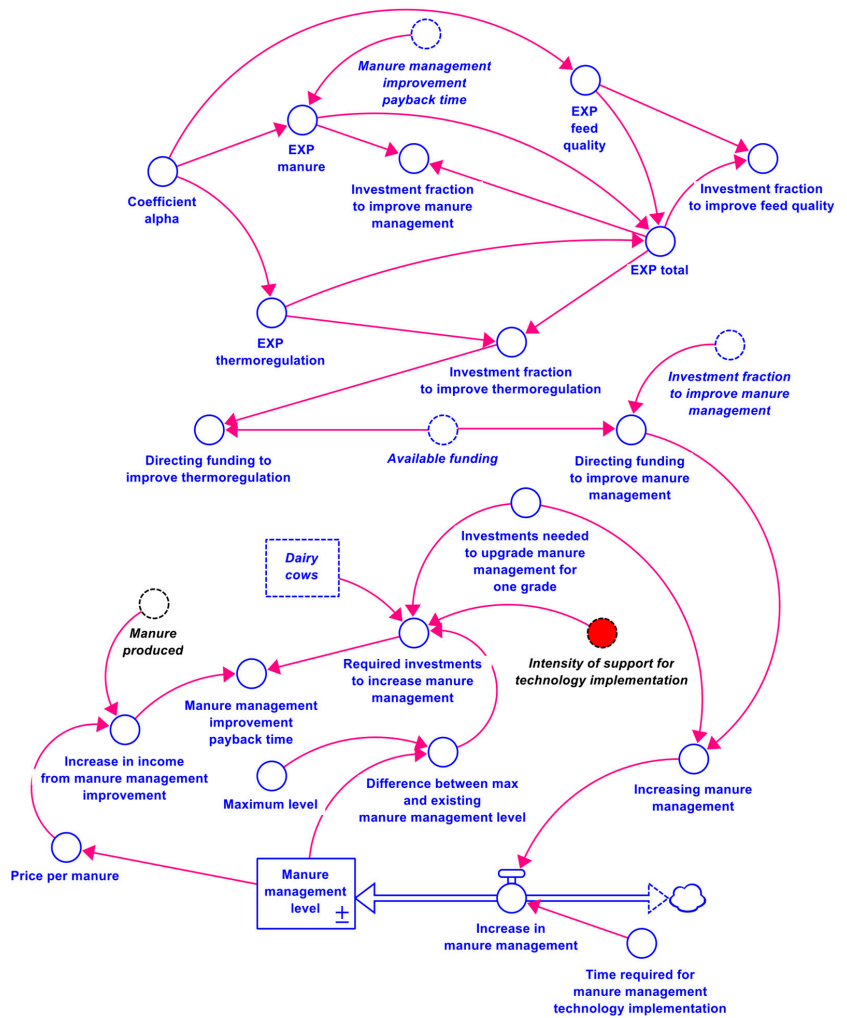 Manure management
improvement
payback time
EXP
feed
quality
EXP
manure
Coefficient
alpha
Investment fraction
to improve manure
management
Investment fraction
to improve feed quality
EXP total
EXP
thermoregulation
Investment fraction
to improve thermoregulation
Investment fraction
to improve manure
management
Directing funding to
improve thermoregulation
Available funding
Directing funding
to improve manure
management
Investments needed
to upgrade manure
management for
one grade
Dairy
cows
Manure
produced
Required investments
to increase manure
management
Intensity of support for
technology implementation
Manure management
improvement
payback time
Increase in income
from manure management
improvement
Maximum level
Difference between max
and existing
manure management level
Increasing manure
management
Price per manure
Manure
management
level
±
Increase in
manure management
Time required for
manure management
technology implementation